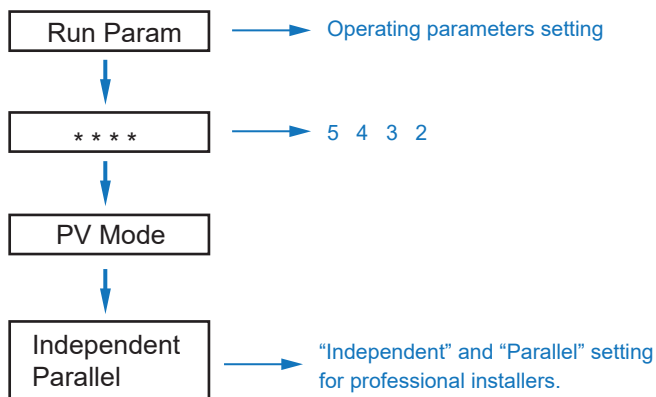 Run Param
Operating parameters setting
* * * *
5 4 3 2
PV Mode
Independent
Parallel
“Independent” and “Parallel” setting
for professional installers.